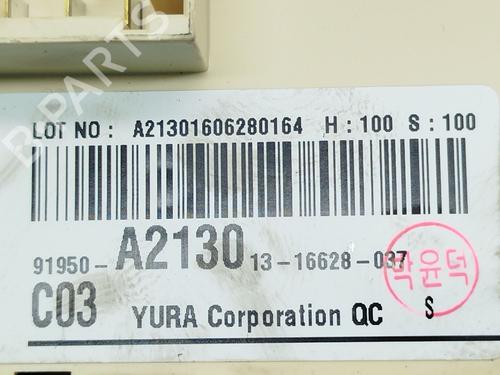 LOT NO : A21301606280164 H : 100 S : 100
91950-A2130 13-16628-037
박윤덕
C03 YURA Corporation QC S
B-PARTS